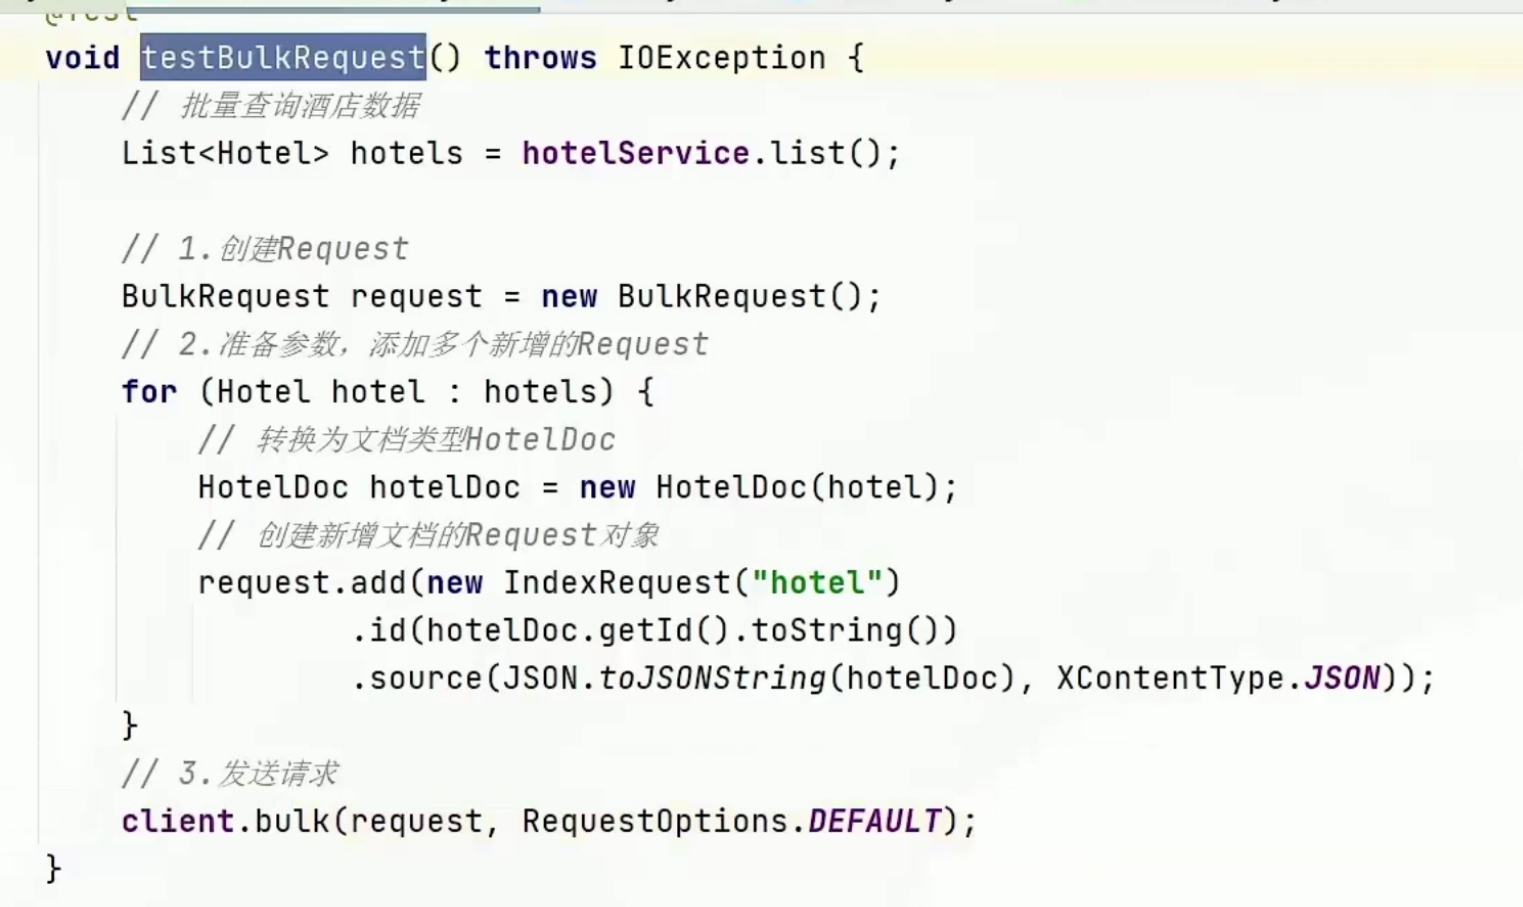 @Test
void testBulkRequest() throws IOException {
// 批量查询酒店数据
List<Hotel> hotels = hotelService.list();
// 1.创建Request
BulkRequest request = new BulkRequest();
// 2.准备参数，添加多个新增的Request
for (Hotel hotel : hotels) {
// 转换为文档类型HotelDoc
HotelDoc hotelDoc = new HotelDoc(hotel);
// 创建新增文档的Request对象
request.add(new IndexRequest("hotel")
.id(hotelDoc.getId().toString())
.source(JSON.toJSONString(hotelDoc), XContentType.JSON));
}
// 3.发送请求
client.bulk(request, RequestOptions.DEFAULT);
}